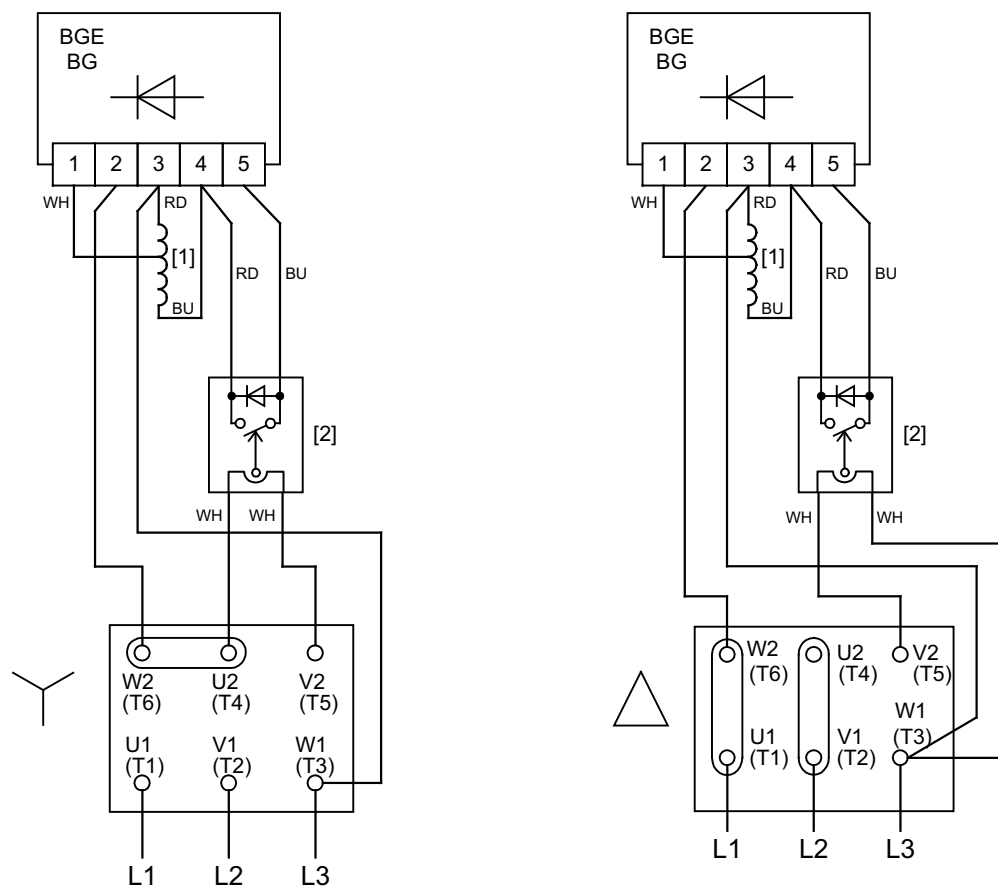 BGE
BG
1 2 3 4 5
WH
RD
[1]
BU
RD
BU
[2]
WH
WH
W2
(T6)
U2
(T4)
V2
(T5)
U1
(T1)
V1
(T2)
W1
(T3)
L1
L2
L3
BGE
BG
1 2 3 4 5
WH
RD
[1]
BU
RD
BU
[2]
WH
WH
W2
(T6)
U2
(T4)
V2
(T5)
U1
(T1)
V1
(T2)
W1
(T3)
L1
L2
L3